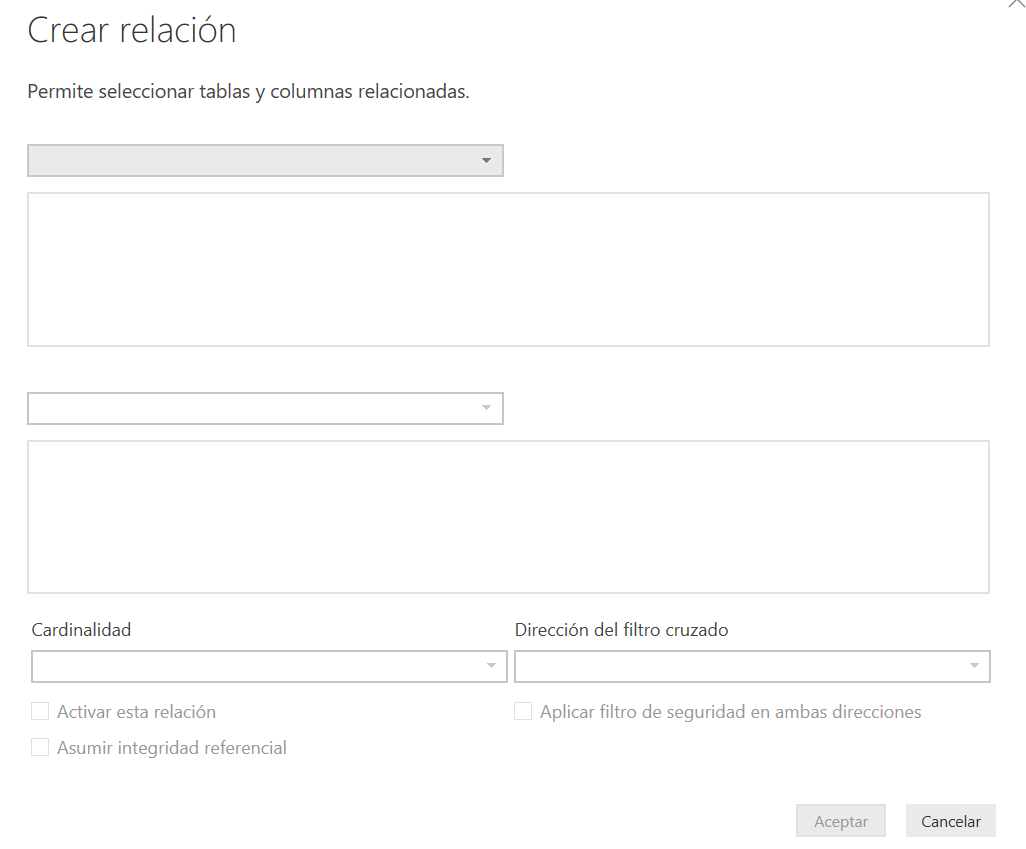 Crear relación
Permite seleccionar tablas y columnas relacionadas.
Cardinalidad
Dirección del filtro cruzado
Activar esta relación
Aplicar filtro de seguridad en ambas direcciones
Asumir integridad referencial
Aceptar
Cancelar